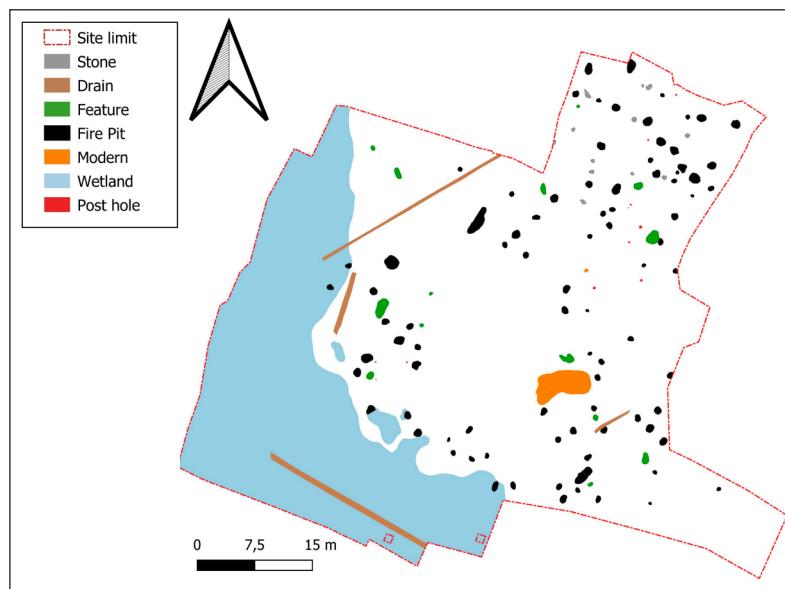 Site limit
Stone
Drain
Feature
Fire Pit
Modern
Wetland
Post hole
0 7,5 15 m